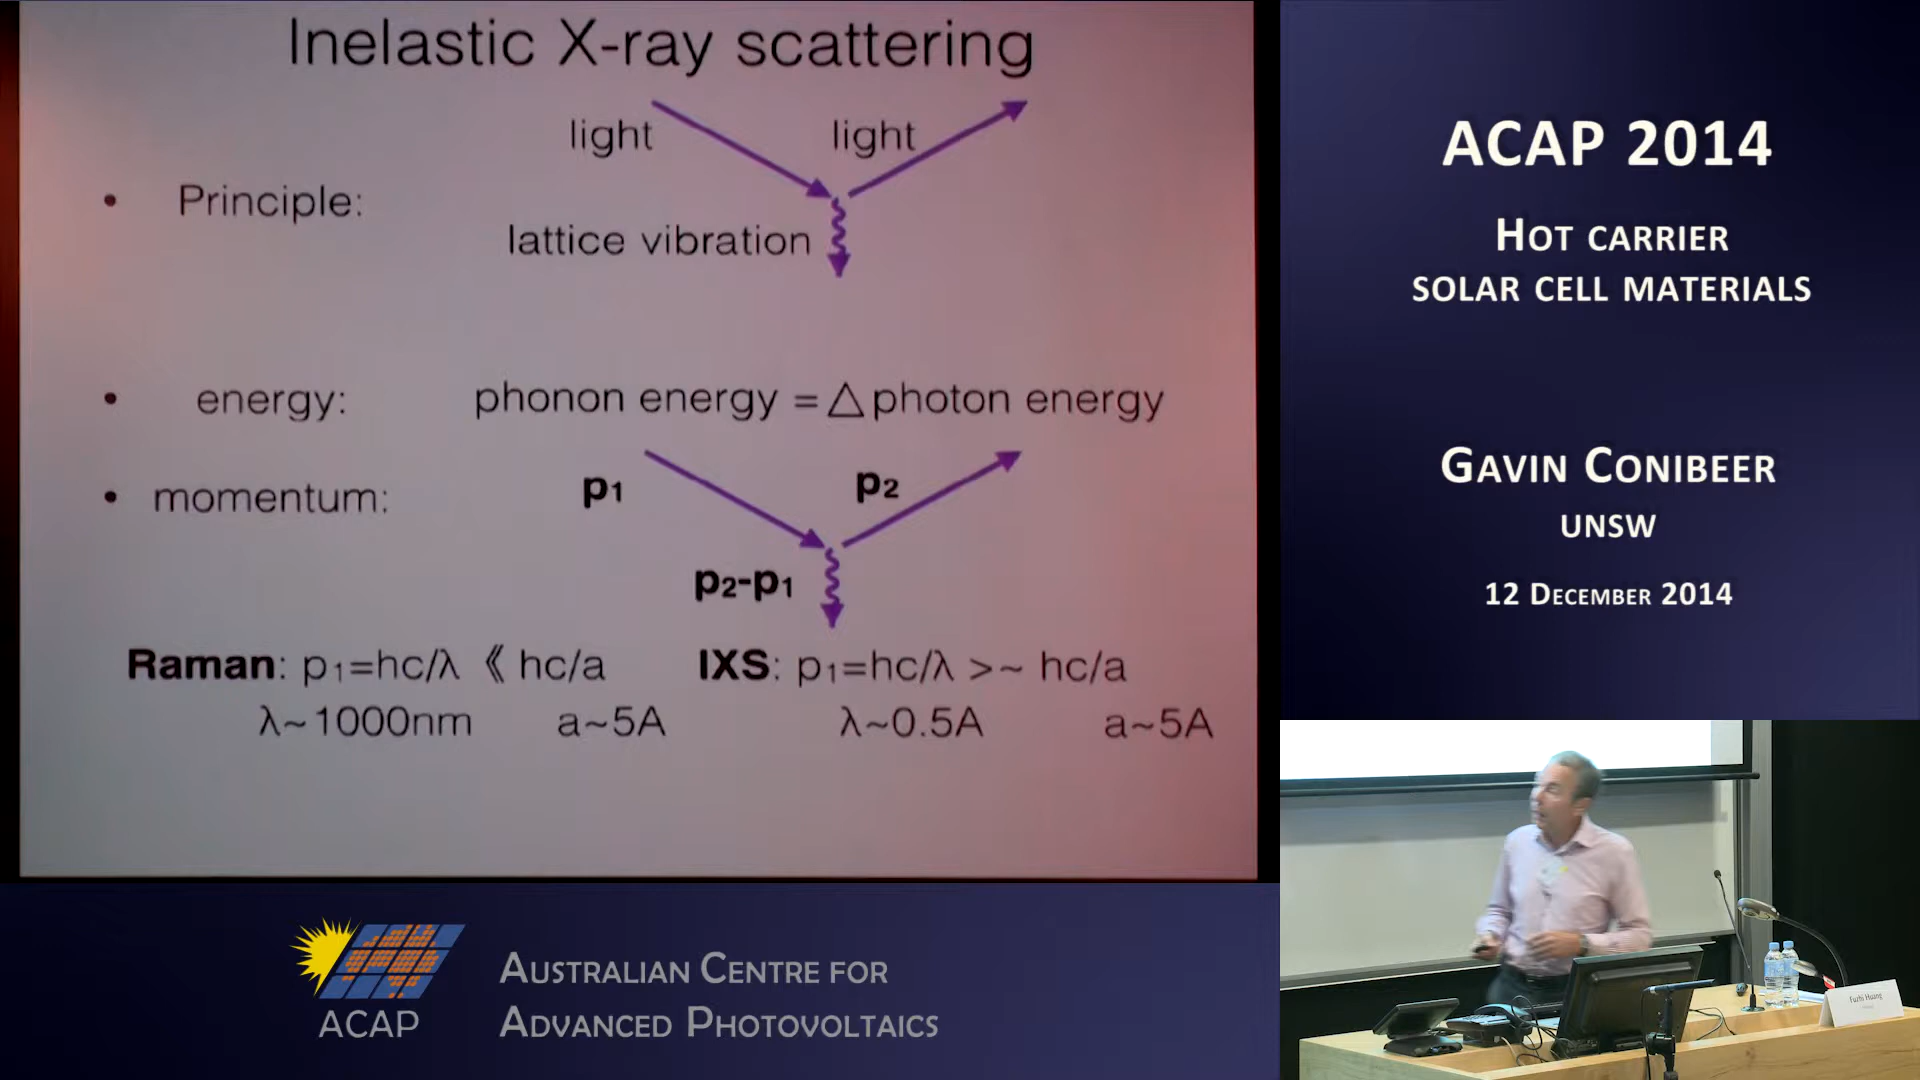 Inelastic X-ray scattering
light
light
• Principle:
lattice vibration
• energy: phonon energy = △ photon energy
• momentum:
p1
p2
p2-p1
Raman: p1=hc/λ ⟪ hc/a
λ~1000nm a~5A
IXS: p1=hc/λ >~ hc/a
λ~0.5A a~5A
ACAP 2014
HOT CARRIER
SOLAR CELL MATERIALS
GAVIN CONIBEER
UNSW
12 DECEMBER 2014
ACAP
AUSTRALIAN CENTRE FOR
ADVANCED PHOTOVOLTAICS
Fuzhi Huang